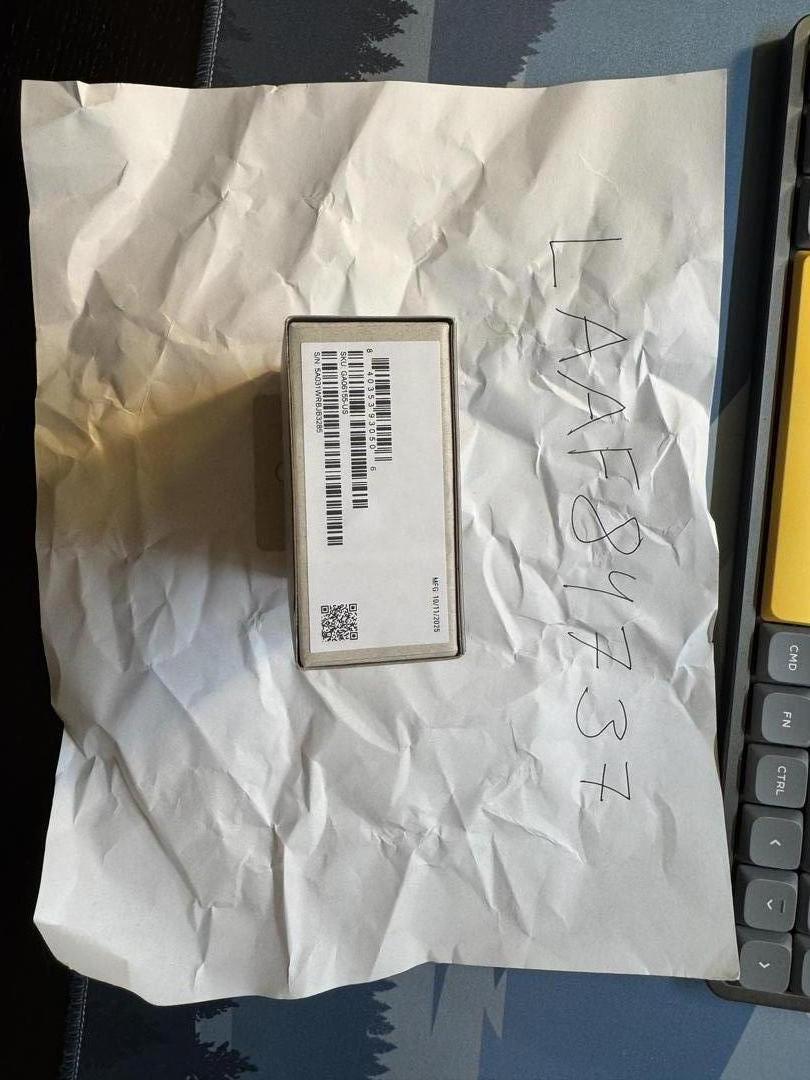 LAAF84737
8 40353 93050 6
SKU: GA06155-US
S/N: 5A031WRBJB3285
MFG: 10/11/2025
CMD
FN
CTRL